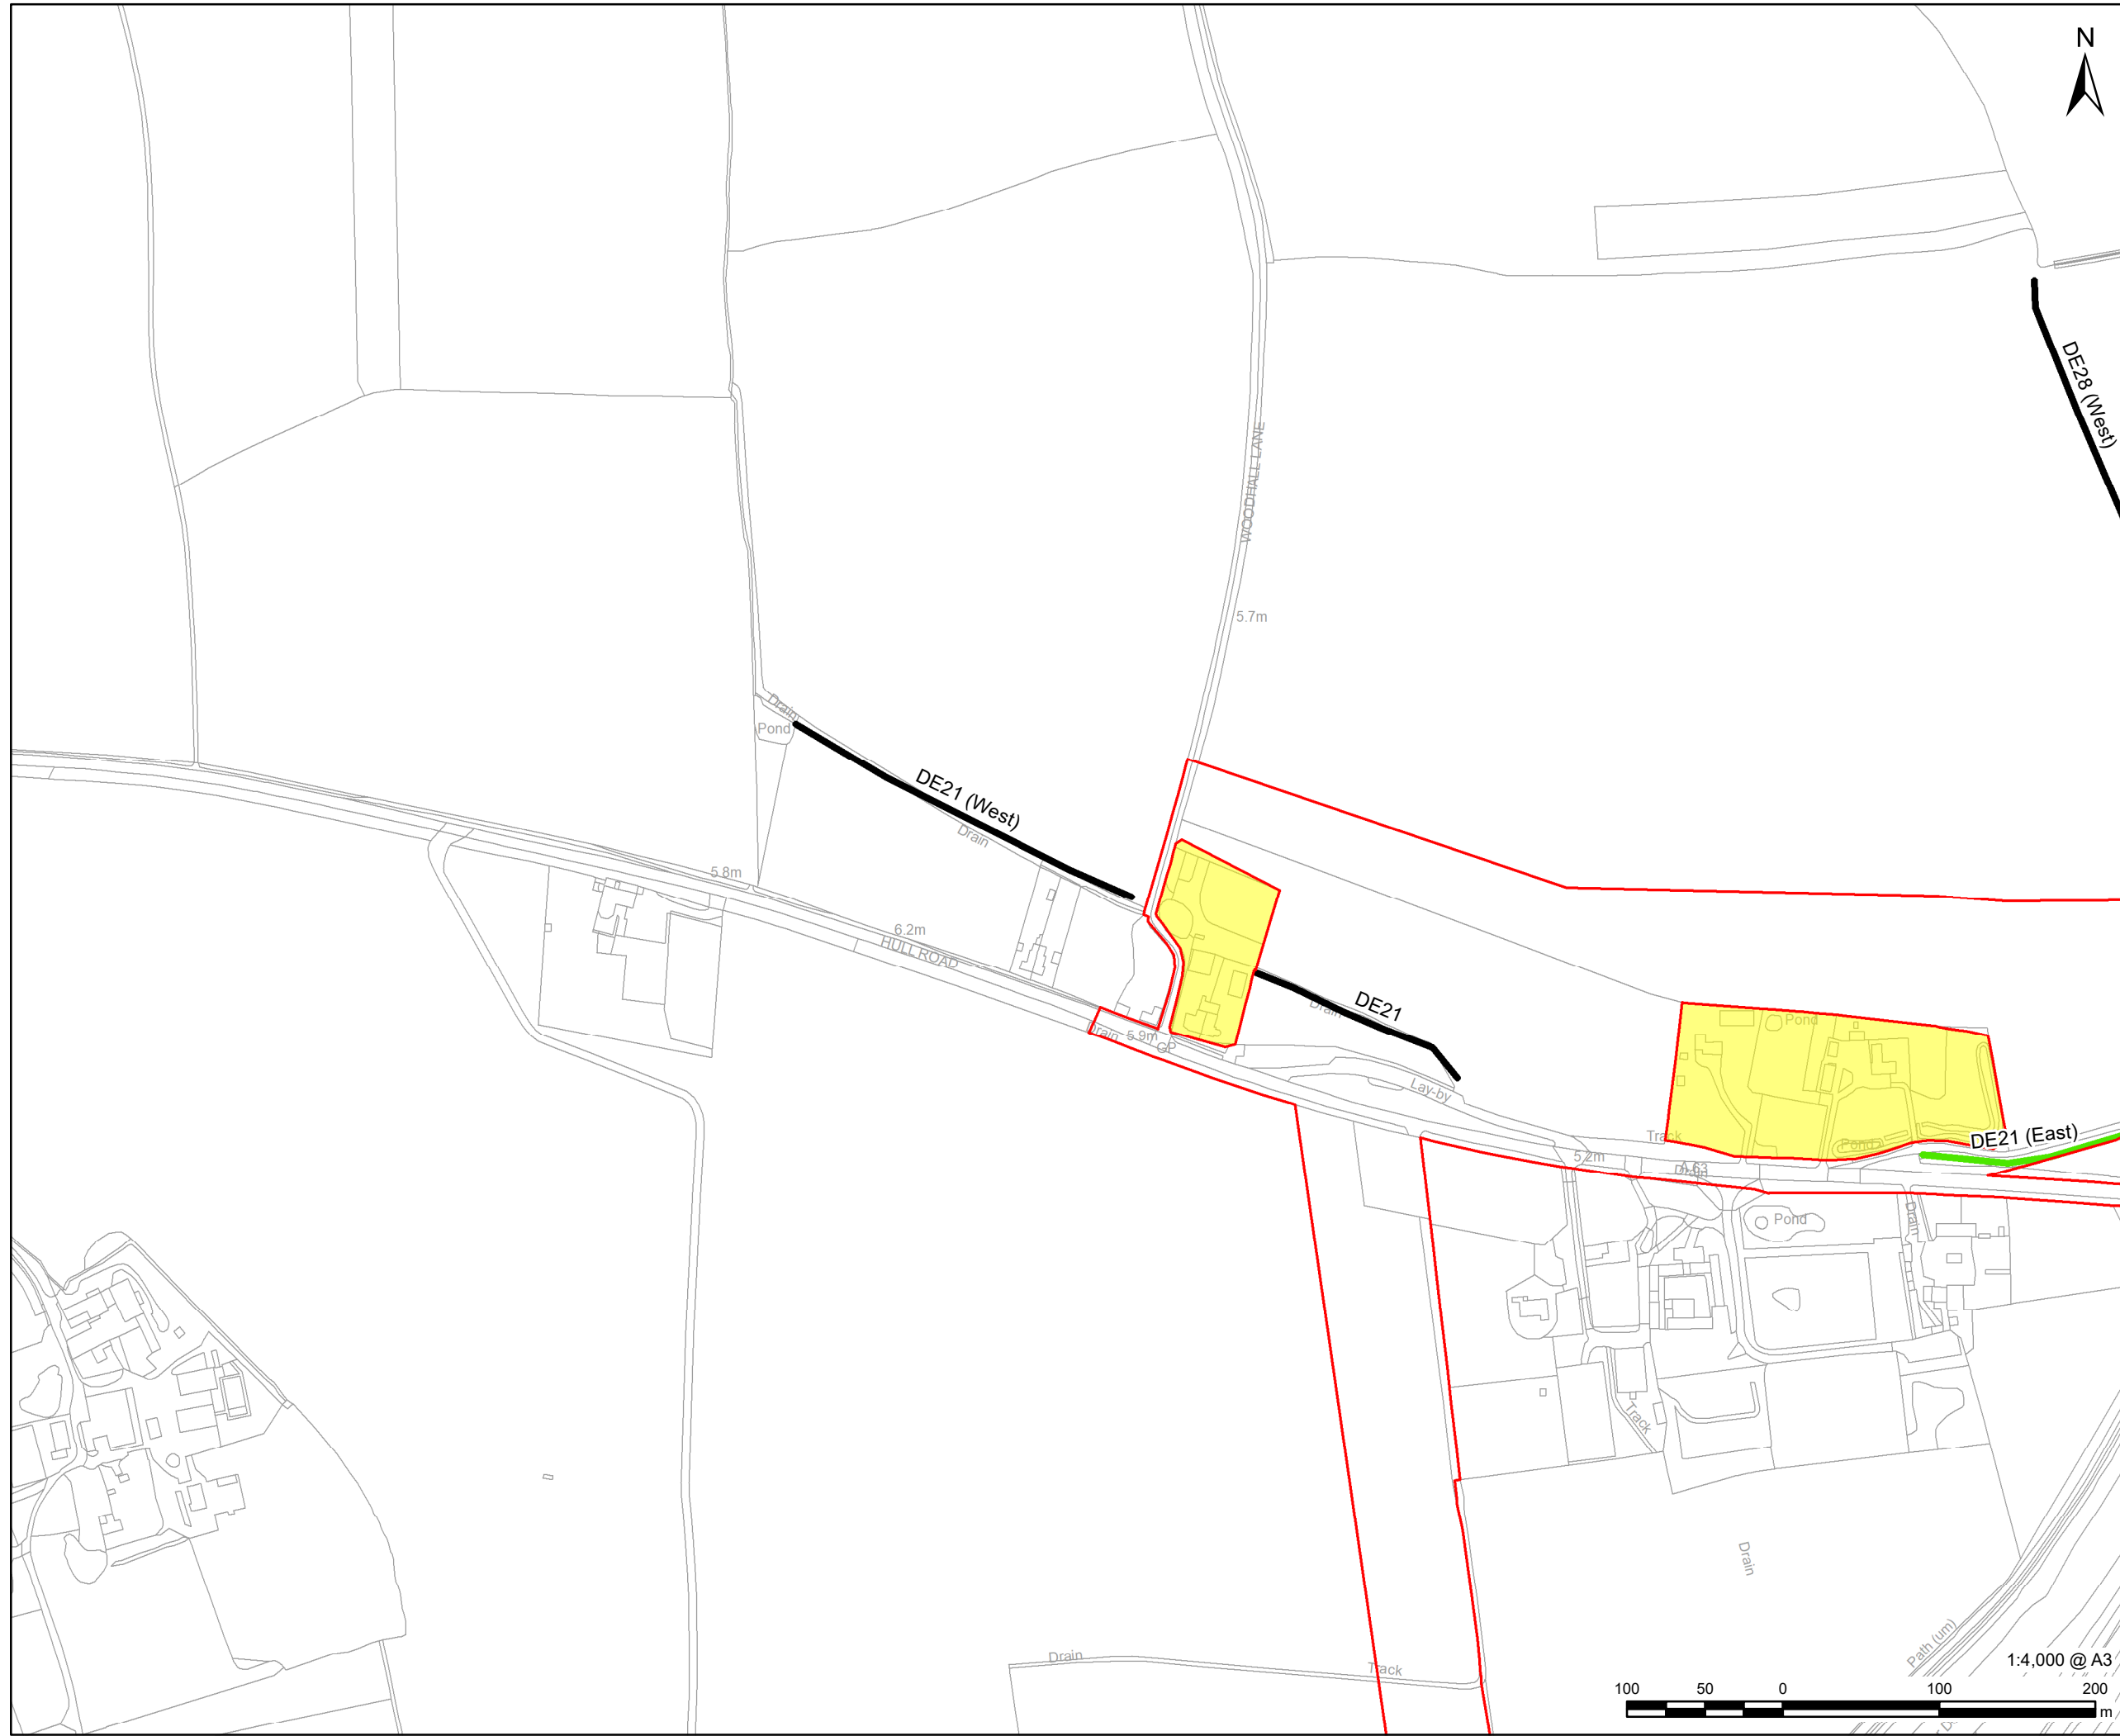 N
DE28 (West)
WOODHALL LANE
5.7m
Drain
Pond
DE21 (West)
Drain
5.8m
6.2m
HULL ROAD
DE21
Drain
Drain
5.9m
GP
Lay-by
Pond
Track
Pond
DE21 (East)
5.2m
A 63
Drain
Pond
Drain
Track
Drain
Path (um)
Drain
Track
1:4,000 @ A3
100 50 0 100 200
m